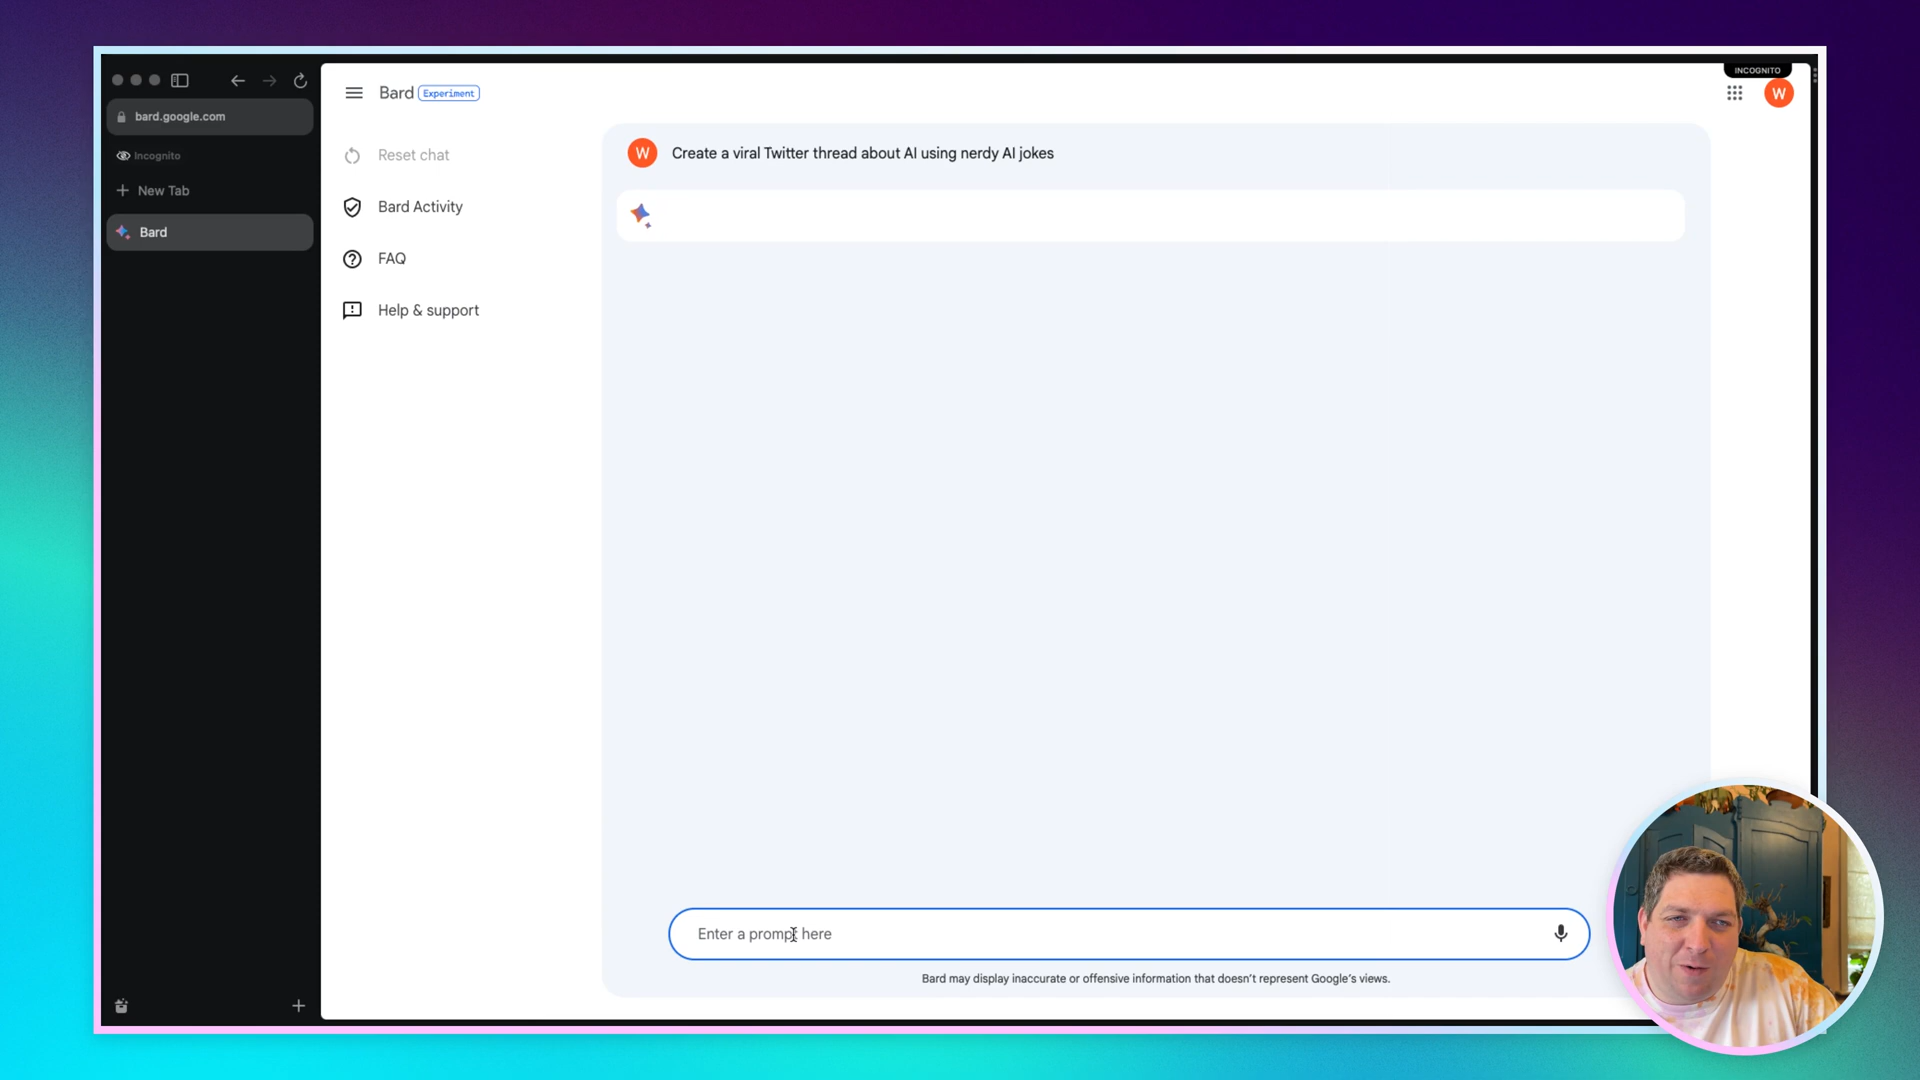 INCOGNITO
Bard Experiment
W
bard.google.com
Incognito
New Tab
Bard
Reset chat
Bard Activity
FAQ
Help & support
W Create a viral Twitter thread about AI using nerdy AI jokes
Enter a prompt here
Bard may display inaccurate or offensive information that doesn't represent Google's views.